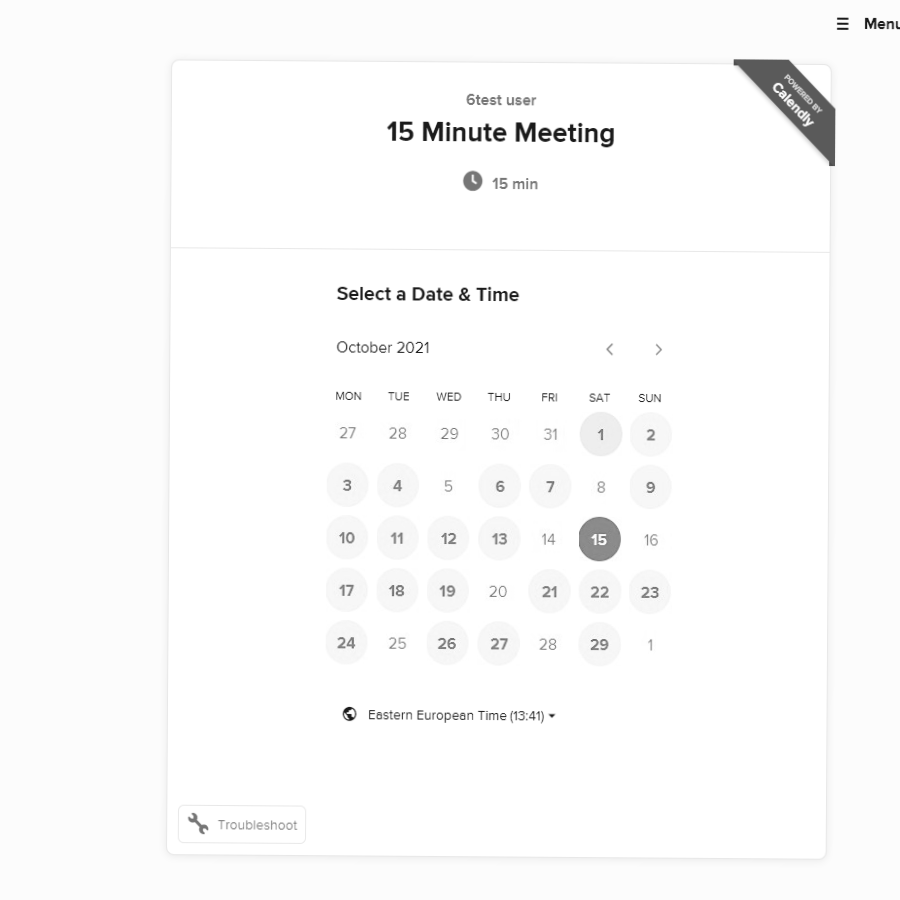 Menu
POWERED BY
Calendly
6test user
15 Minute Meeting
15 min
Select a Date & Time
October 2021
MON TUE WED THU FRI SAT SUN
27 28 29 30 31 1 2
3 4 5 6 7 8 9
10 11 12 13 14 15 16
17 18 19 20 21 22 23
24 25 26 27 28 29 1
Eastern European Time (13:41)
Troubleshoot